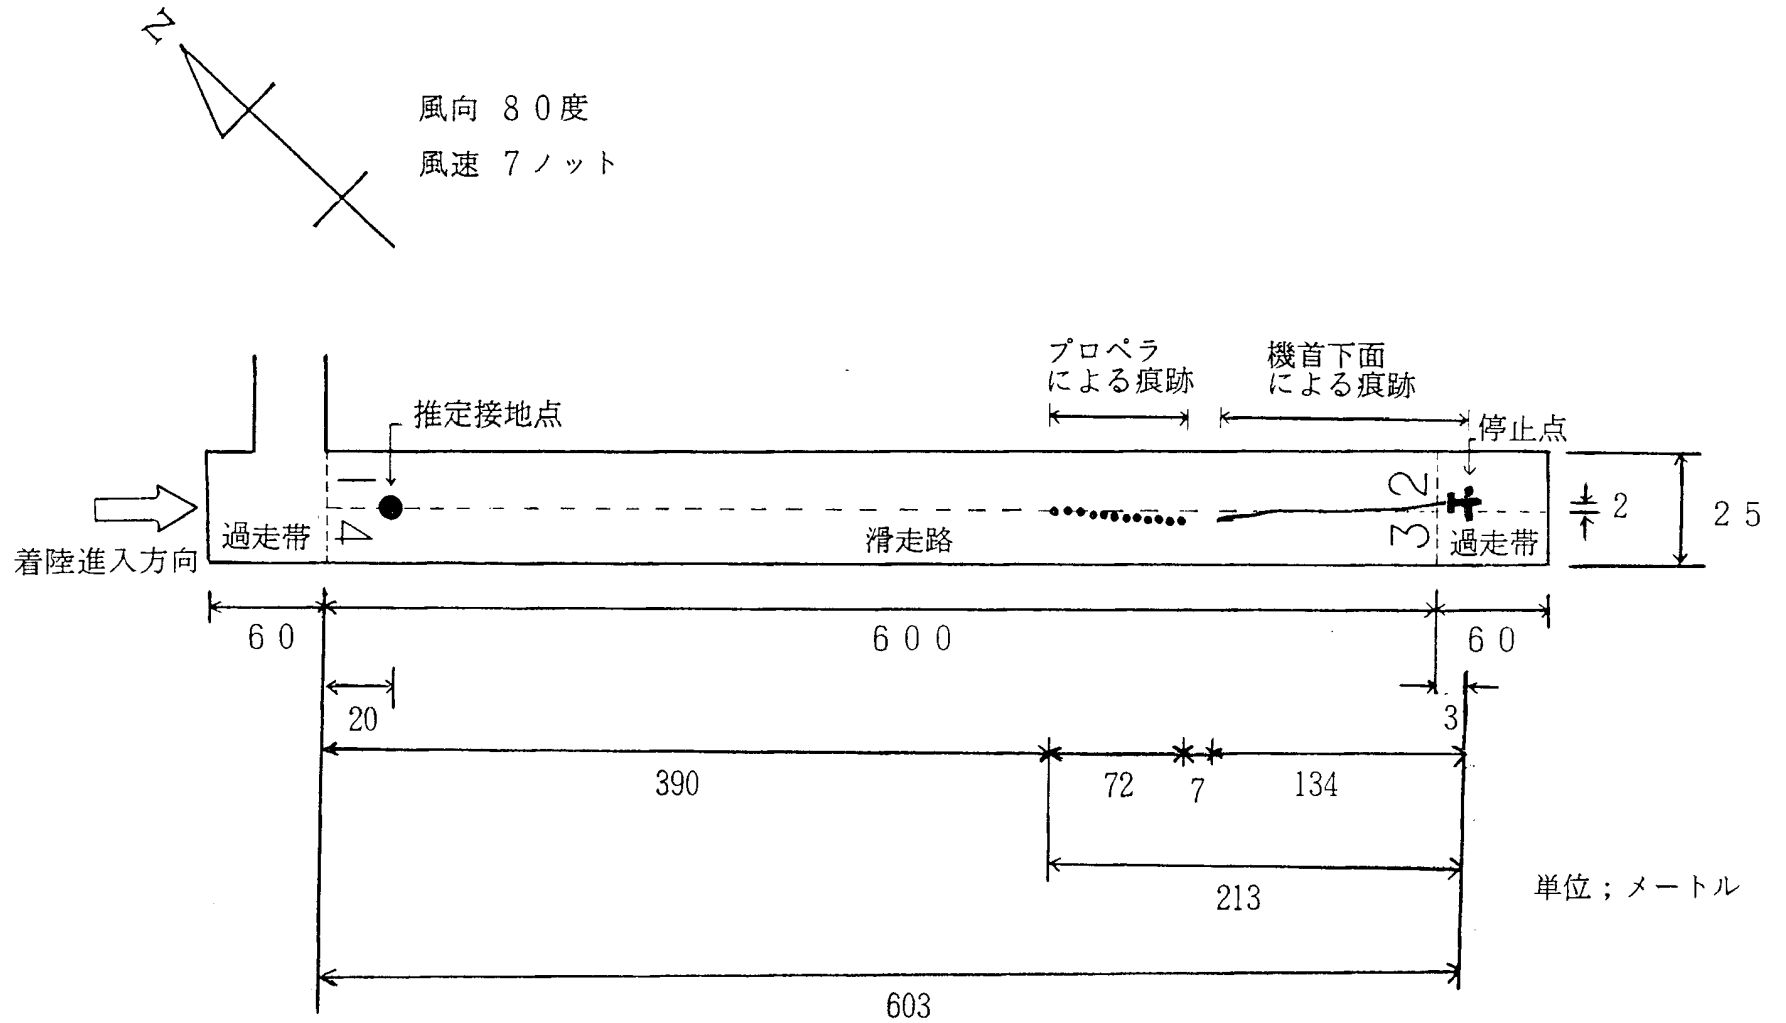 N
風向 80度
風速 7ノット
プロペラ
による痕跡
機首下面
による痕跡
推定接地点
停止点
着陸進入方向
過走帯
14
滑走路
32
過走帯
2
25
60
600
60
20
3
390
72
7
134
213
単位；メートル
603